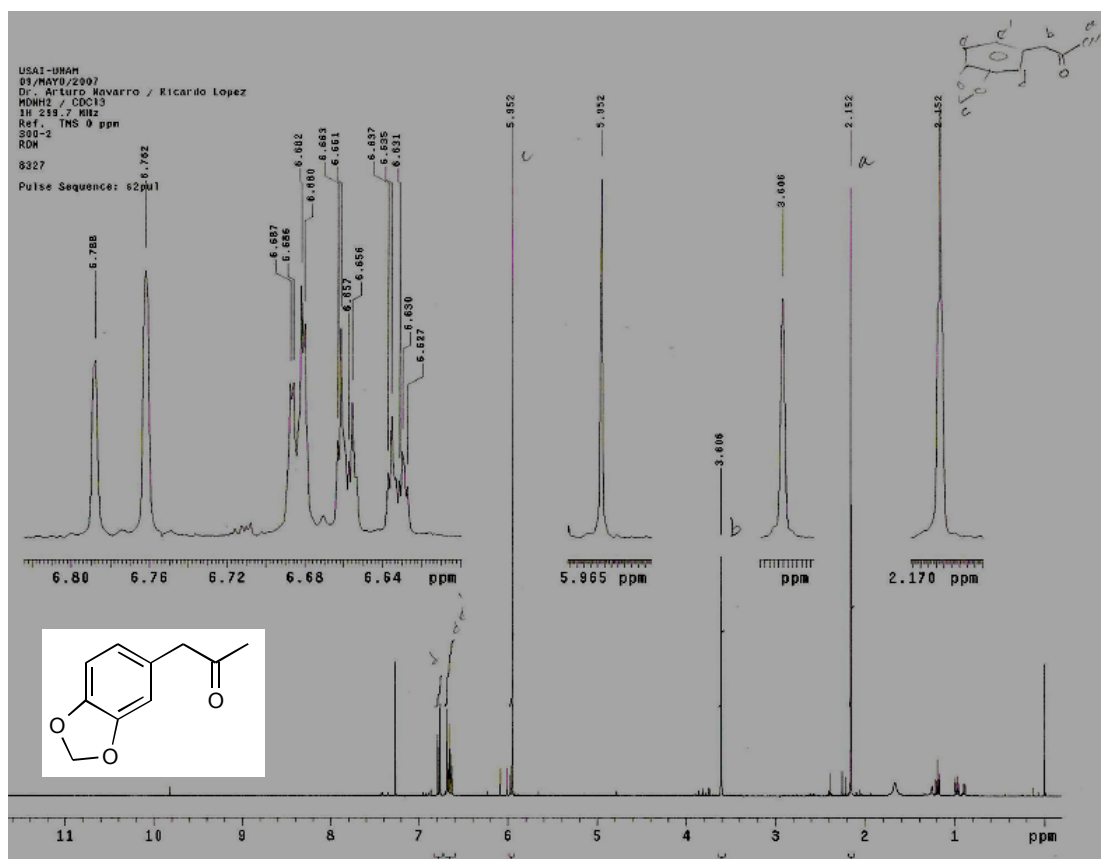 USAI-UNAM
09/MAYO/2007
Dr. Arturo Navarro / Ricardo Lopez
MDNH2 / CDCl3
1H 299.7 MHz
Ref. TMS 0 ppm
300-2
RDM
8327
Pulse Sequence: s2pul
6.788
6.762
6.687
6.686
6.682
6.680
6.663
6.661
6.657
6.656
6.637
6.635
6.631
6.630
6.627
5.952
c
5.952
3.606
2.152
a
2.152
b
a
O
d
c
3.606
b
6.80 6.76 6.72 6.68 6.64 ppm
5.965 ppm
ppm
2.170 ppm
O
O
O
11 10 9 8 7 6 5 4 3 2 1 ppm